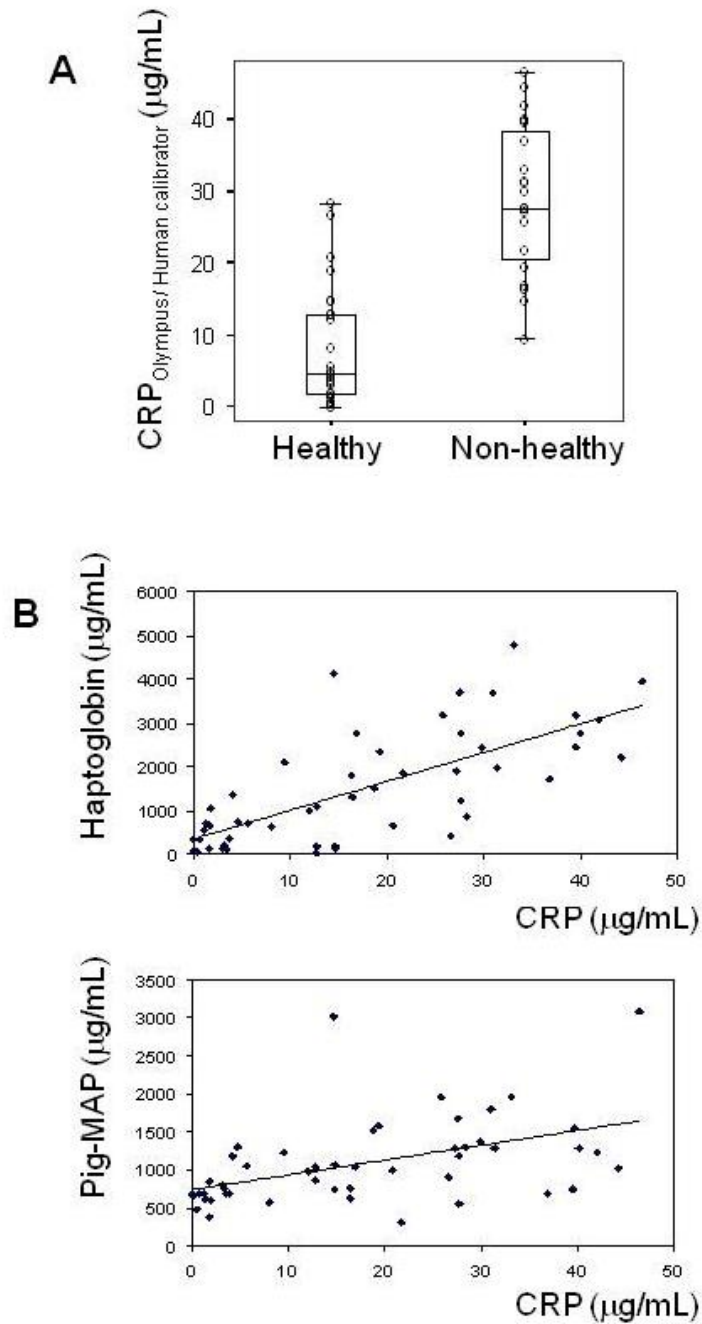 A
CRP Olympus/ Human calibrator (μg/mL)
40
30
20
10
0
Healthy
Non-healthy
B
Haptoglobin (μg/mL)
6000
5000
4000
3000
2000
1000
0
0 10 20 30 40 50
CRP (μg/mL)
Pig-MAP (μg/mL)
3500
3000
2500
2000
1500
1000
500
0
0 10 20 30 40 50
CRP (μg/mL)